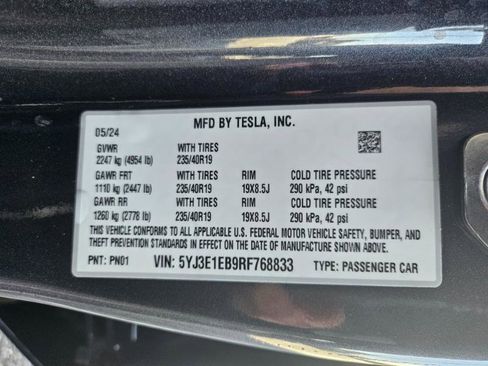 MFD BY TESLA, INC.
05/24
GVWR WITH TIRES
2247 kg (4954 lb) 235/40R19
GAWR FRT WITH TIRES RIM COLD TIRE PRESSURE
1110 kg (2447 lb) 235/40R19 19X8.5J 290 kPa, 42 psi
GAWR RR WITH TIRES RIM COLD TIRE PRESSURE
1260 kg (2778 lb) 235/40R19 19X8.5J 290 kPa, 42 psi
THIS VEHICLE CONFORMS TO ALL APPLICABLE U.S. FEDERAL MOTOR VEHICLE SAFETY, BUMPER, AND
THEFT PREVENTION STANDARDS IN EFFECT ON THE DATE OF MANUFACTURE SHOWN ABOVE.
PNT: PN01 VIN: 5YJ3E1EB9RF768833 TYPE: PASSENGER CAR